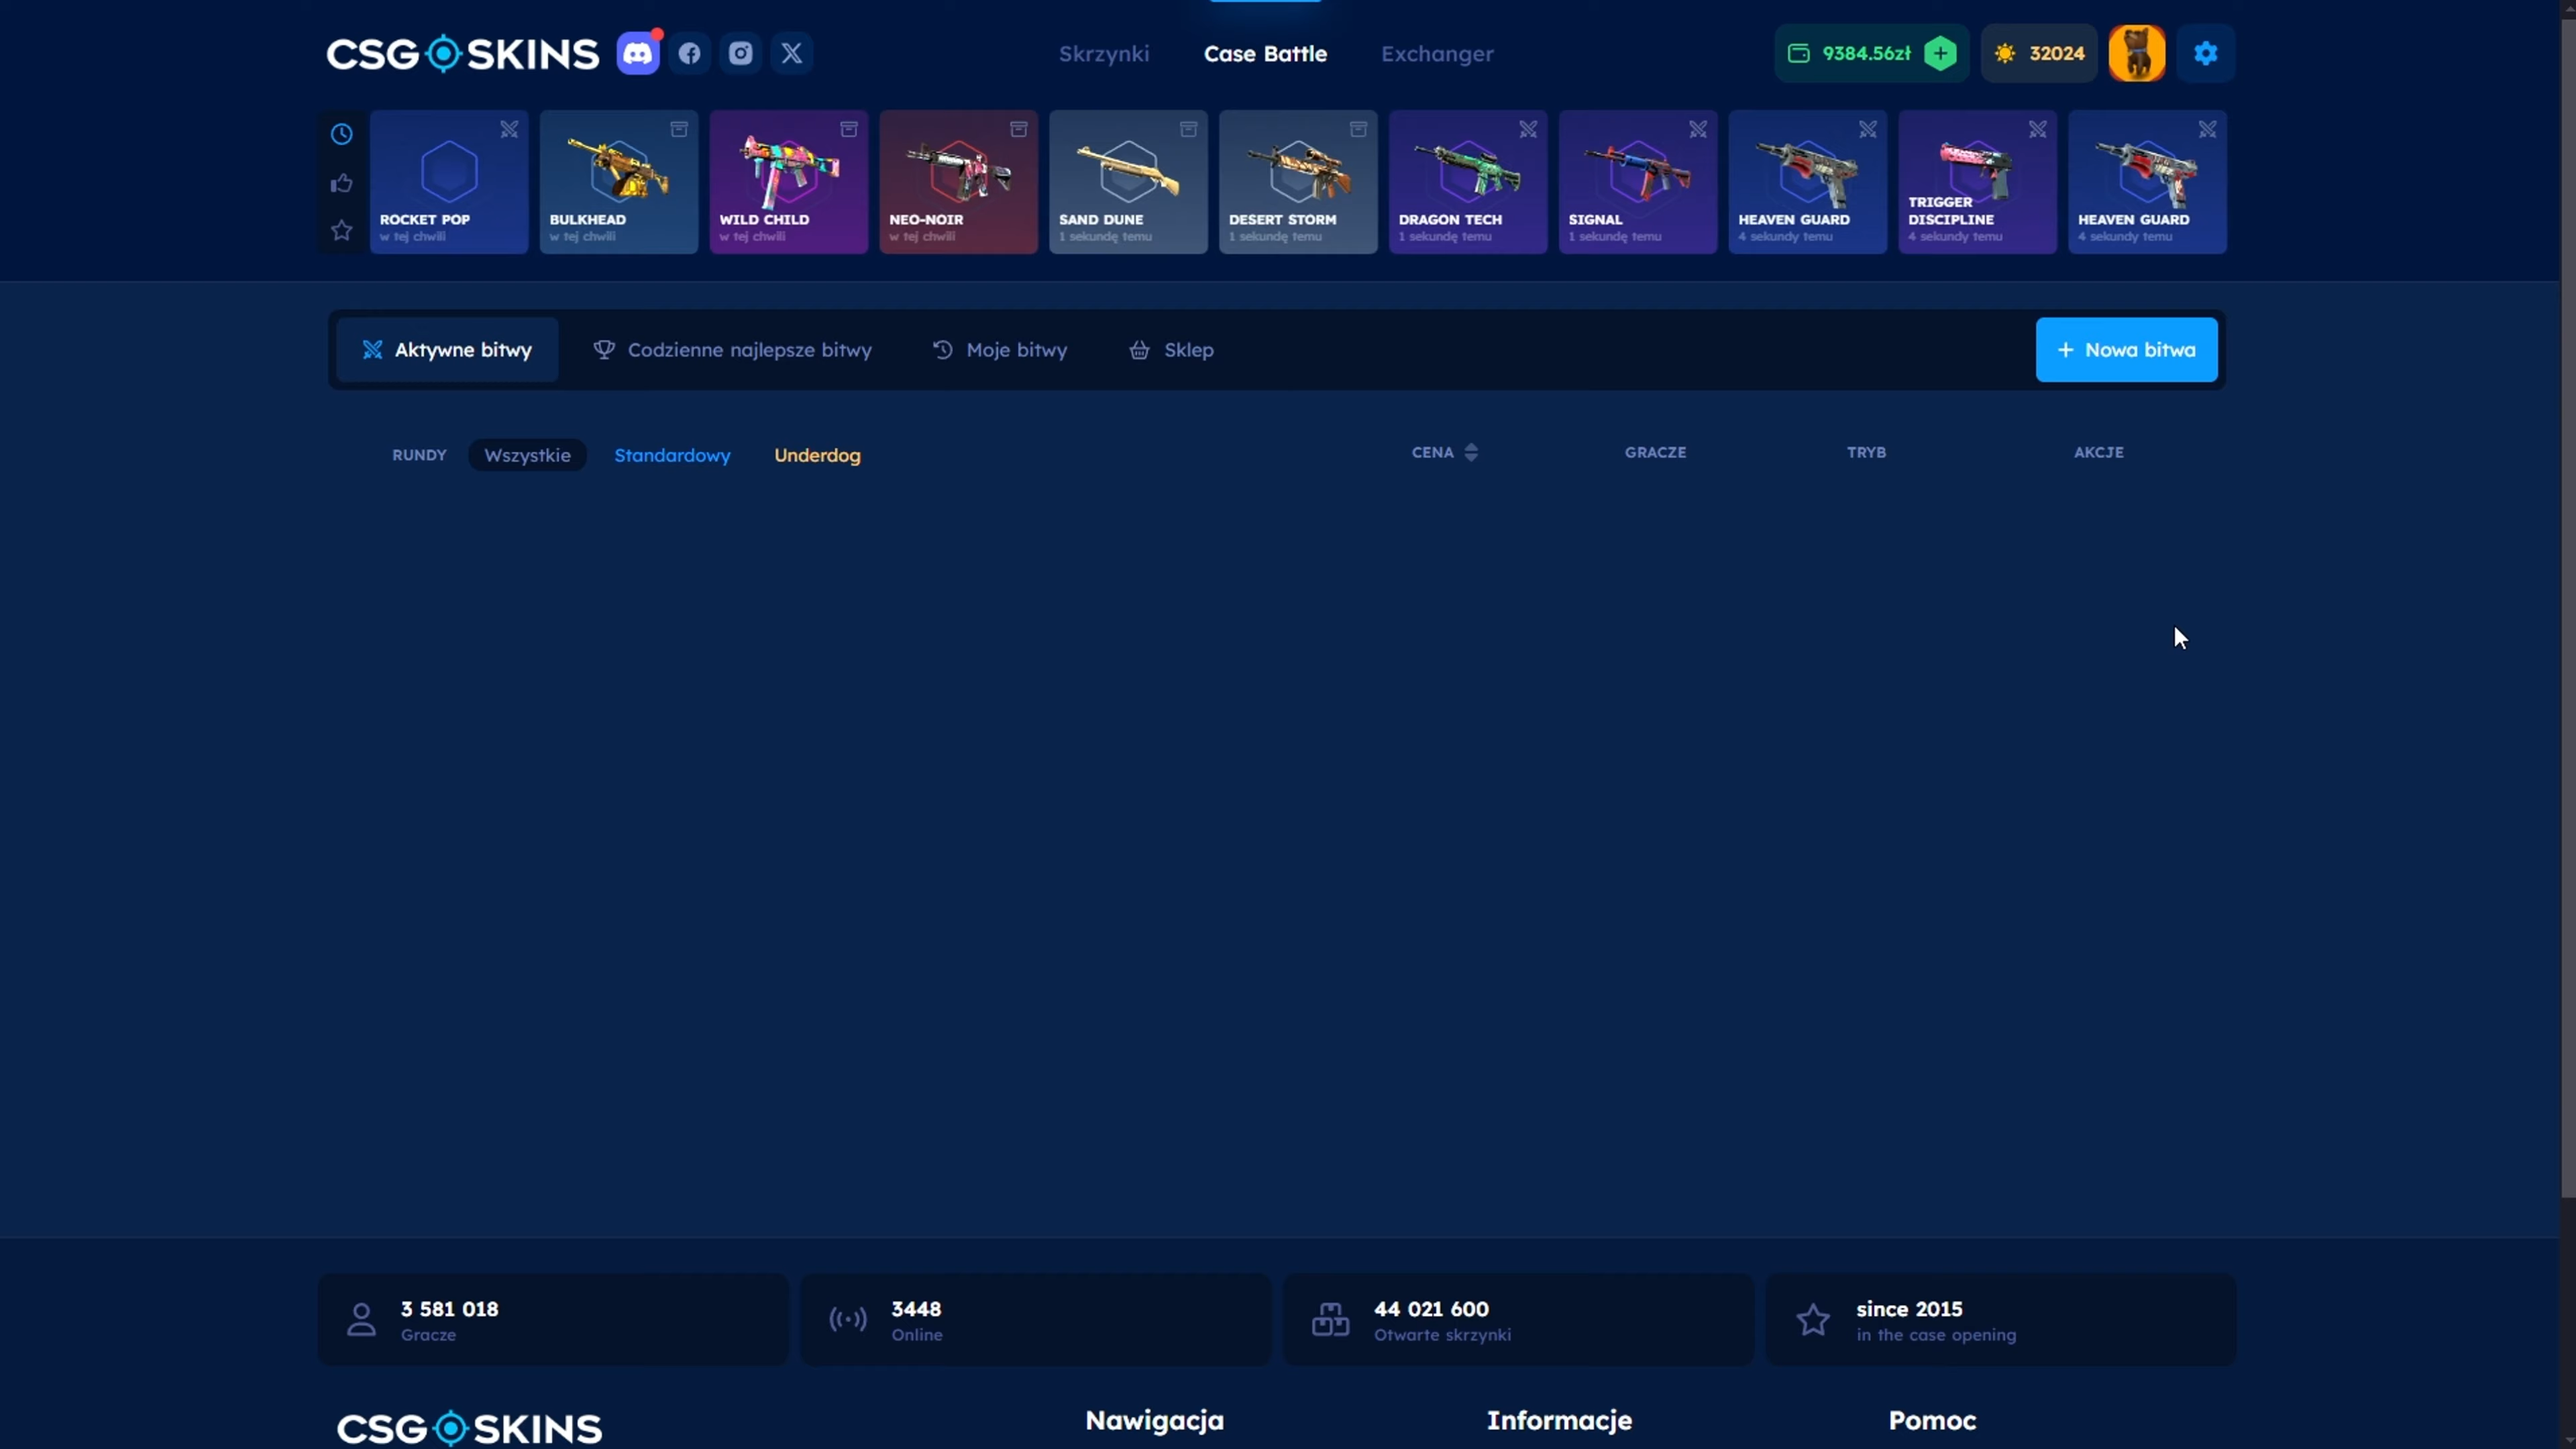 CSG SKINS
Skrzynki
Case Battle
Exchanger
9384.56zł
32024
ROCKET POP
w tej chwili
BULKHEAD
w tej chwili
WILD CHILD
w tej chwili
NEO-NOIR
w tej chwili
SAND DUNE
1 sekundę temu
DESERT STORM
1 sekundę temu
DRAGON TECH
1 sekundę temu
SIGNAL
1 sekundę temu
HEAVEN GUARD
4 sekundy temu
TRIGGER
DISCIPLINE
4 sekundy temu
HEAVEN GUARD
4 sekundy temu
Aktywne bitwy
Codzienne najlepsze bitwy
Moje bitwy
Sklep
+ Nowa bitwa
RUNDY
Wszystkie
Standardowy
Underdog
CENA
GRACZE
TRYB
AKCJE
3 581 018
Gracze
3448
Online
44 021 600
Otwarte skrzynki
since 2015
in the case opening
CSG SKINS
Nawigacja
Informacje
Pomoc